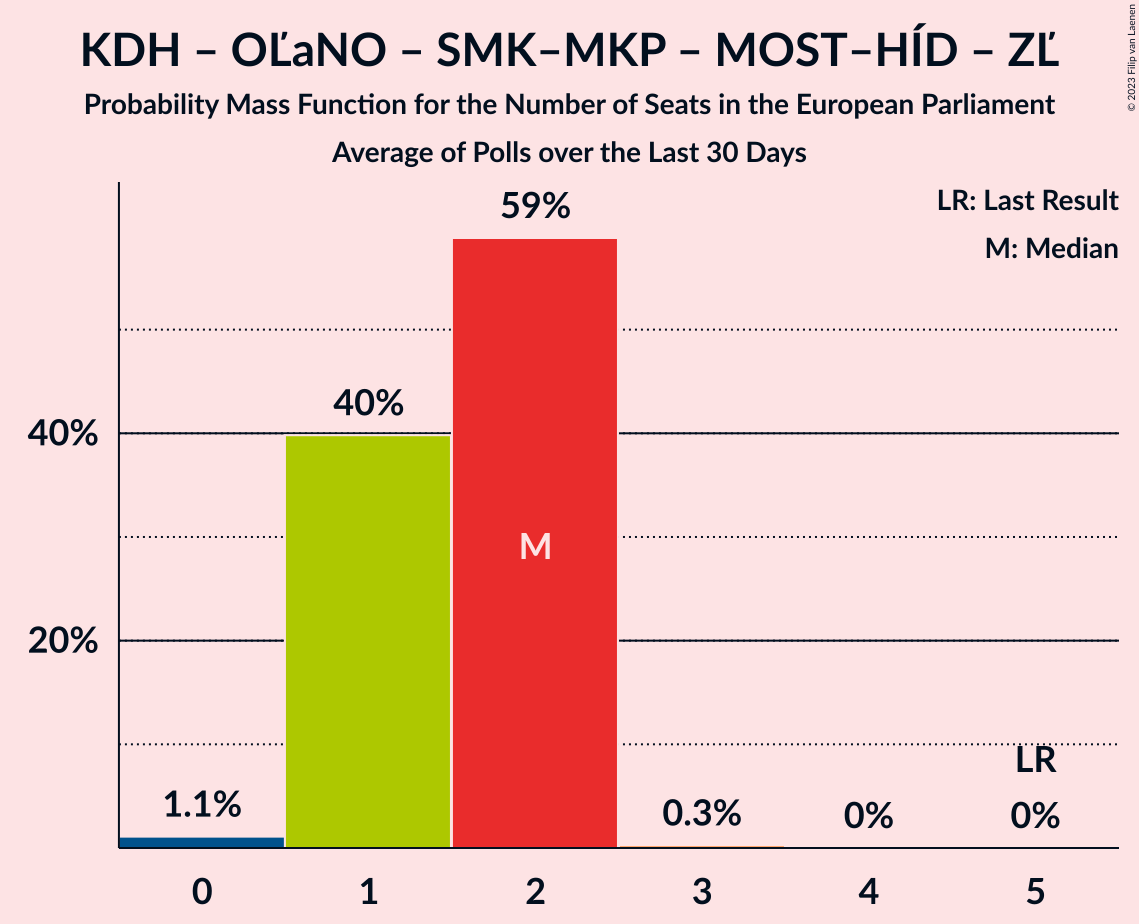 KDH – OĽaNO – SMK–MKP – MOST–HÍD – ZĽ
Probability Mass Function for the Number of Seats in the European Parliament
Average of Polls over the Last 30 Days
© 2023 Filip van Laenen
LR: Last Result
M: Median
59%
40%
40%
M
20%
LR
1.1%
0.3%
0%
0%
0 1 2 3 4 5